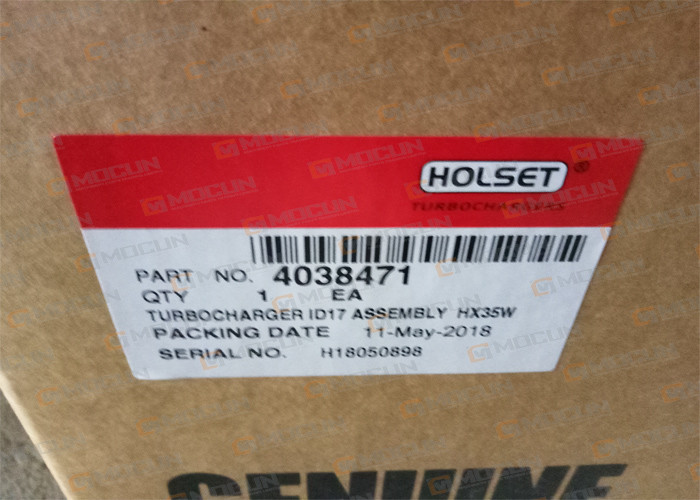 HOLSET ®
TURBOCHARGERS
PART NO. 4038471
QTY 1 EA
TURBOCHARGER ID17 ASSEMBLY HX35W
PACKING DATE 11-May-2018
SERIAL NO. H18050898
GENUINE
MOCUN